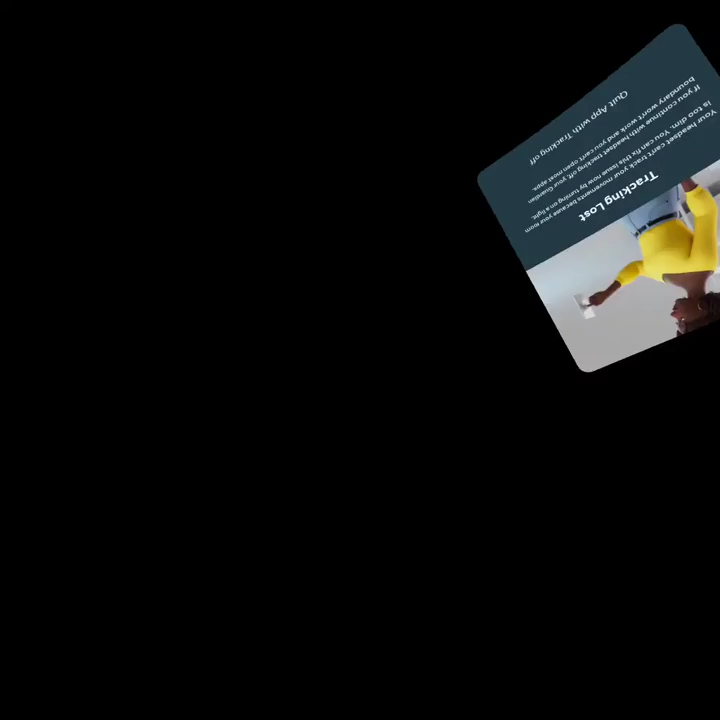 Tracking Lost
Your headset can't track your movements because your room
is too dim. You can fix this issue now by turning on a light.
If you continue with headset tracking off, your Guardian
boundary won't work and you can't open most apps.
Quit App with Tracking off